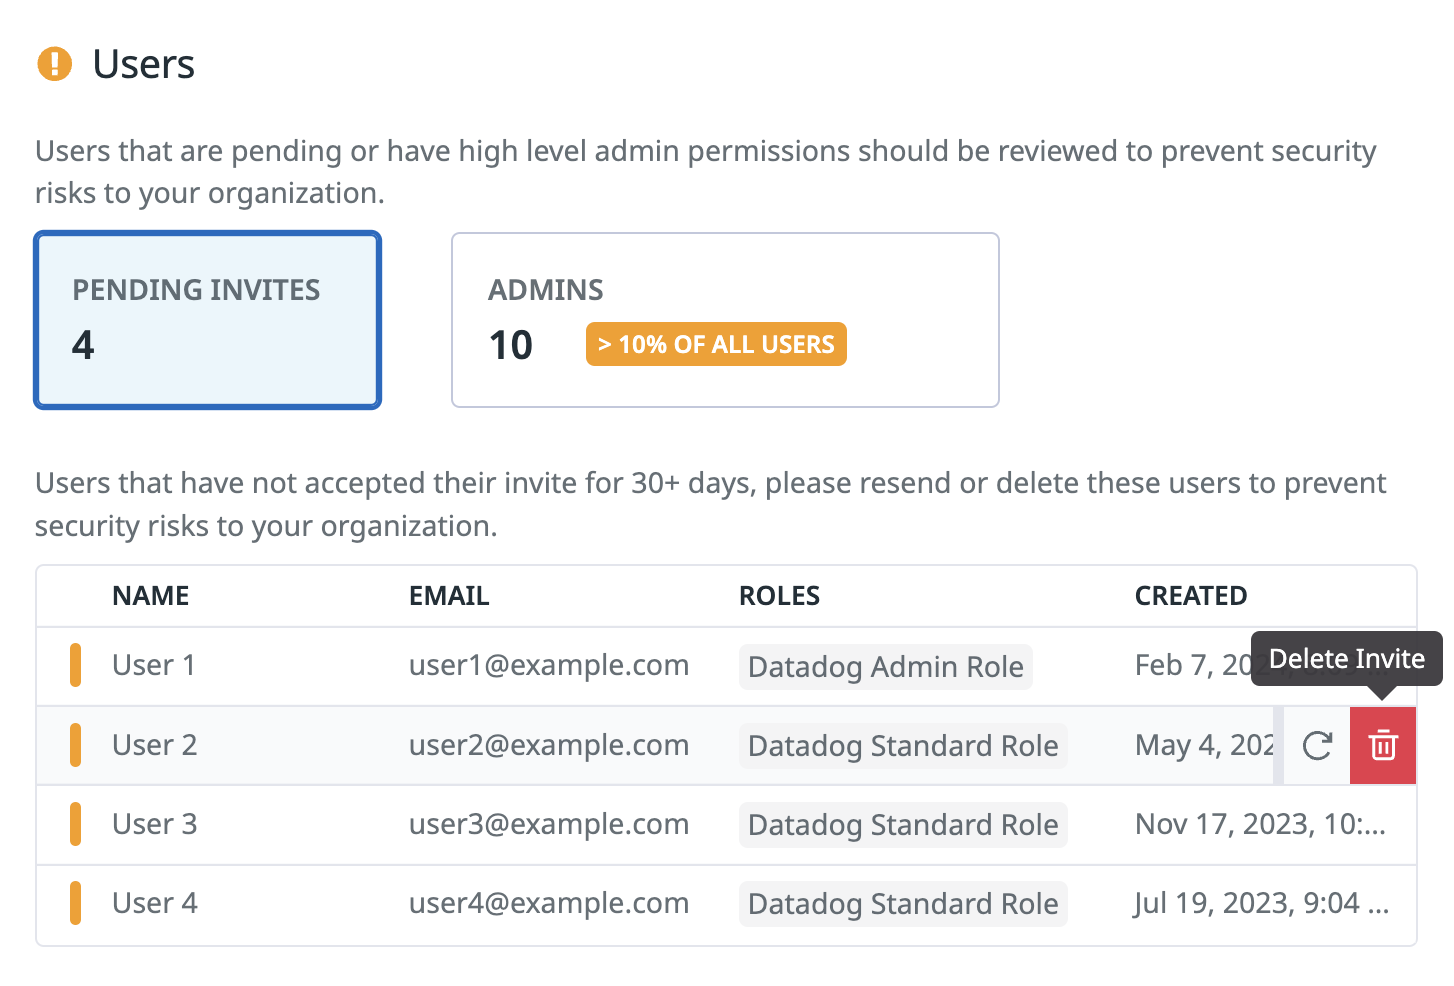 Users
Users that are pending or have high level admin permissions should be reviewed to prevent security
risks to your organization.
PENDING INVITES
4
ADMINS
10 > 10% OF ALL USERS
Users that have not accepted their invite for 30+ days, please resend or delete these users to prevent
security risks to your organization.
NAME EMAIL ROLES CREATED
User 1 user1@example.com Datadog Admin Role Feb 7,
Delete Invite
User 2 user2@example.com Datadog Standard Role May 4,
User 3 user3@example.com Datadog Standard Role Nov 17, 2023, 10:...
User 4 user4@example.com Datadog Standard Role Jul 19, 2023, 9:04 ...